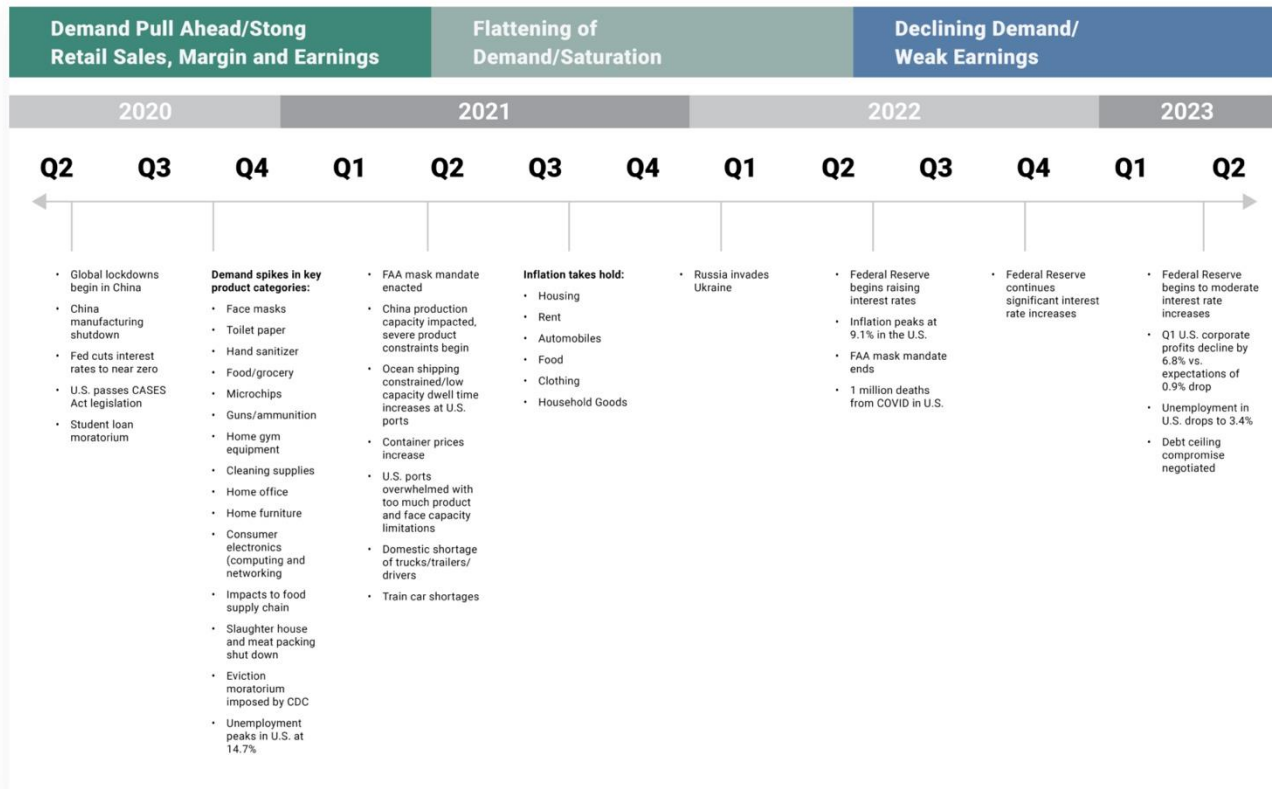 Demand Pull Ahead/Stong
Retail Sales, Margin and Earnings
Flattening of
Demand/Saturation
Declining Demand/
Weak Earnings
2020
2021
2022
2023
Q2
Q3
Q4
Q1
Q2
Q3
Q4
Q1
Q2
Q3
Q4
Q1
Q2
• Global lockdowns
begin in China
• China
manufacturing
shutdown
• Fed cuts interest
rates to near zero
• U.S. passes CASES
Act legislation
• Student loan
moratorium
Demand spikes in key
product categories:
• Face masks
• Toilet paper
• Hand sanitizer
• Food/grocery
• Microchips
• Guns/ammunition
• Home gym
equipment
• Cleaning supplies
• Home office
• Home furniture
• Consumer
electronics
(computing and
networking
• Impacts to food
supply chain
• Slaughter house
and meat packing
shut down
• Eviction
moratorium
imposed by CDC
• Unemployment
peaks in U.S. at
14.7%
• FAA mask mandate
enacted
• China production
capacity impacted,
severe product
constraints begin
• Ocean shipping
constrained/low
capacity dwell time
increases at U.S.
ports
• Container prices
increase
• U.S. ports
overwhelmed with
too much product
and face capacity
limitations
• Domestic shortage
of trucks/trailers/
drivers
• Train car shortages
Inflation takes hold:
• Housing
• Rent
• Automobiles
• Food
• Clothing
• Household Goods
• Russia invades
Ukraine
• Federal Reserve
begins raising
interest rates
• Inflation peaks at
9.1% in the U.S.
• FAA mask mandate
ends
• 1 million deaths
from COVID in U.S.
• Federal Reserve
continues
significant interest
rate increases
• Federal Reserve
begins to moderate
interest rate
increases
• Q1 U.S. corporate
profits decline by
6.8% vs.
expectations of
0.9% drop
• Unemployment in
U.S. drops to 3.4%
• Debt ceiling
compromise
negotiated